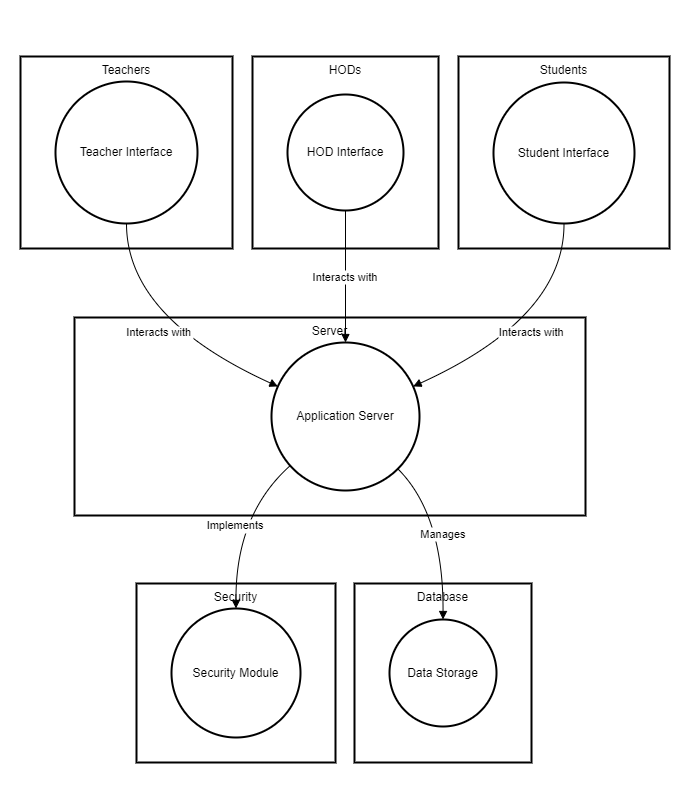 Teachers
HODs
Students
Teacher Interface
HOD Interface
Student Interface
Interacts with
Interacts with
Interacts with
Server
Application Server
Implements
Manages
Security
Database
Security Module
Data Storage